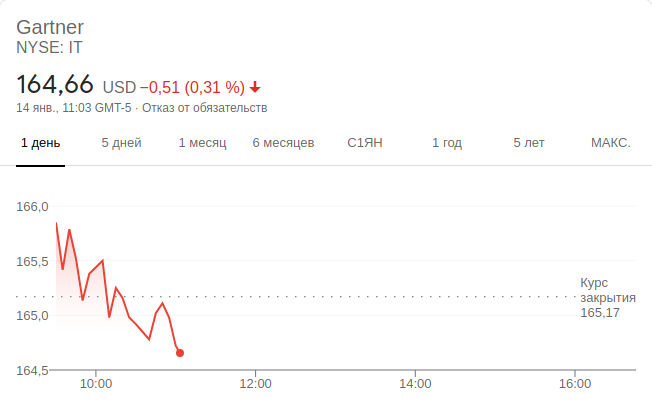 Gartner
NYSE: IT
164,66 USD −0,51 (0,31 %)
14 янв., 11:03 GMT-5 · Отказ от обязательств
1 день 5 дней 1 месяц 6 месяцев С1ЯН 1 год 5 лет МАКС.
166,0
165,5
Курс
закрытия
165,17
165,0
164,5
10:00 12:00 14:00 16:00